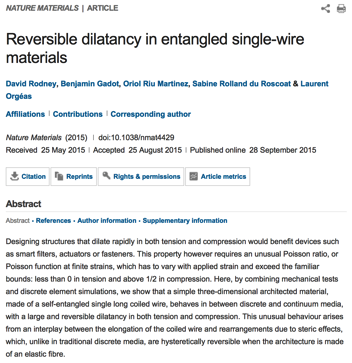 NATURE MATERIALS | ARTICLE
Reversible dilatancy in entangled single-wire
materials
David Rodney, Benjamin Gadot, Oriol Riu Martinez, Sabine Rolland du Roscoat & Laurent
Orgéas
Affiliations | Contributions | Corresponding author
Nature Materials (2015) | doi:10.1038/nmat4429
Received 25 May 2015 | Accepted 25 August 2015 | Published online 28 September 2015
Citation Reprints Rights & permissions Article metrics
Abstract
Abstract • References • Author information • Supplementary information
Designing structures that dilate rapidly in both tension and compression would benefit devices such
as smart filters, actuators or fasteners. This property however requires an unusual Poisson ratio, or
Poisson function at finite strains, which has to vary with applied strain and exceed the familiar
bounds: less than 0 in tension and above 1/2 in compression. Here, by combining mechanical tests
and discrete element simulations, we show that a simple three-dimensional architected material,
made of a self-entangled single long coiled wire, behaves in between discrete and continuum media,
with a large and reversible dilatancy in both tension and compression. This unusual behaviour arises
from an interplay between the elongation of the coiled wire and rearrangements due to steric effects,
which, unlike in traditional discrete media, are hysteretically reversible when the architecture is made
of an elastic fibre.